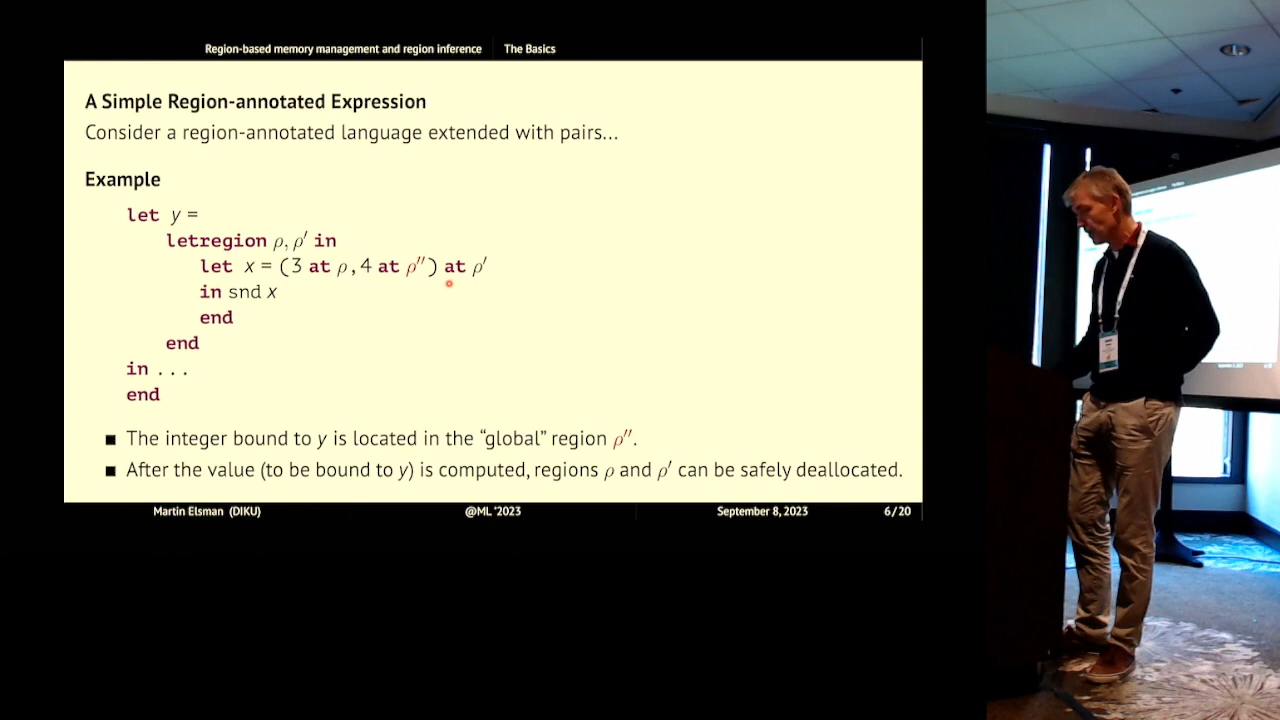 Region-based memory management and region inference The Basics
A Simple Region-annotated Expression
Consider a region-annotated language extended with pairs...
Example
let y =
letregion ρ, ρ′ in
let x = (3 at ρ, 4 at ρ″) at ρ′
in snd x
end
end
in ...
end
■ The integer bound to y is located in the “global” region ρ″.
■ After the value (to be bound to y) is computed, regions ρ and ρ′ can be safely deallocated.
Martin Elsman (DIKU) @ML '2023 September 8, 2023 6/20